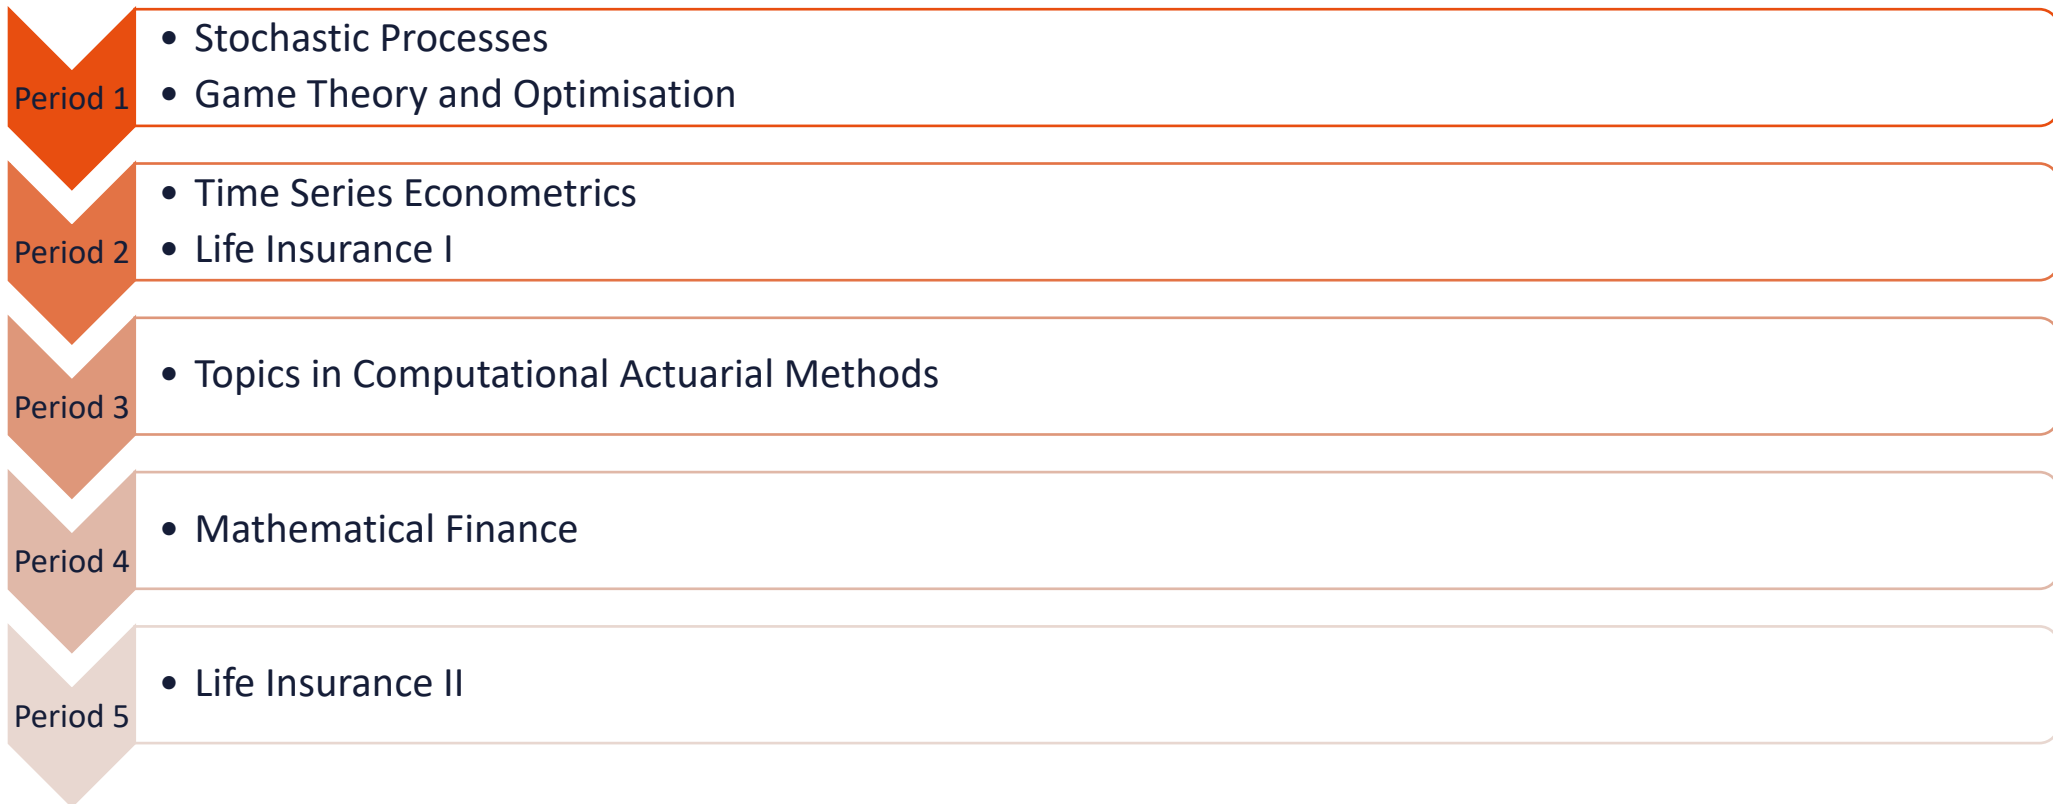 Period 1
• Stochastic Processes
• Game Theory and Optimisation
Period 2
• Time Series Econometrics
• Life Insurance I
Period 3
• Topics in Computational Actuarial Methods
Period 4
• Mathematical Finance
Period 5
• Life Insurance II